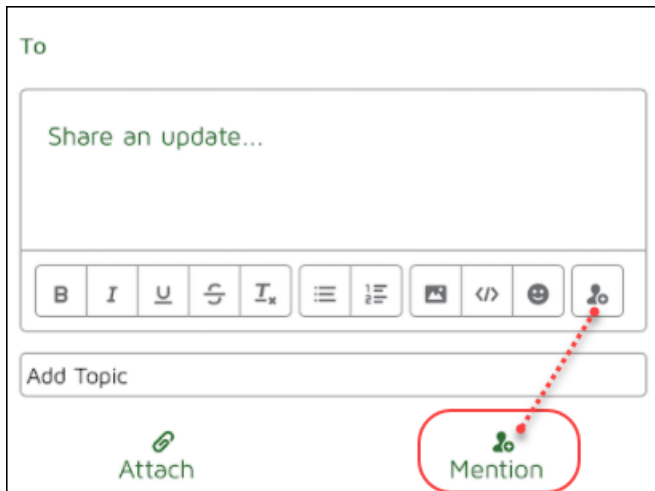 To
Share an update...
Add Topic
Attach
Mention